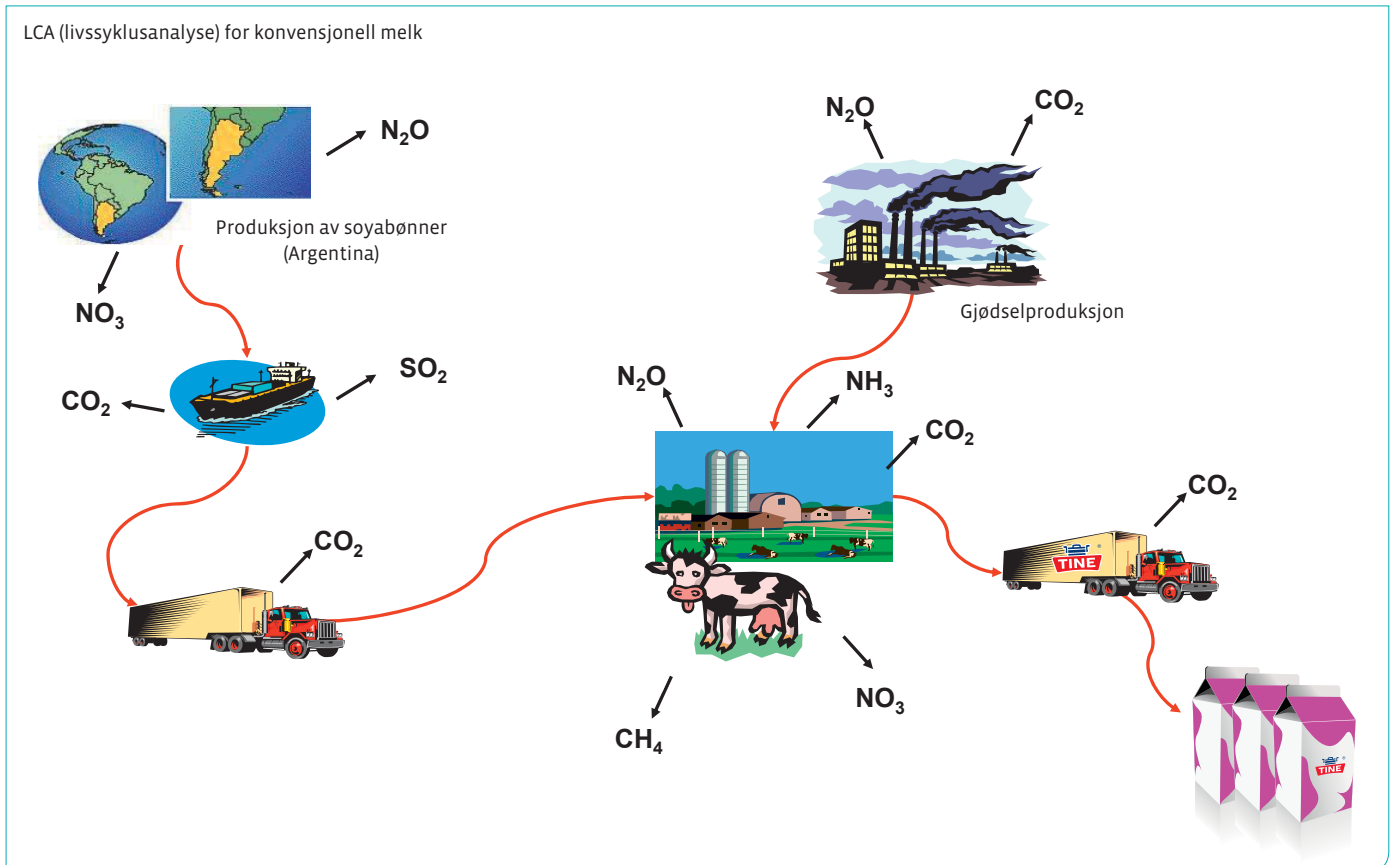 LCA (livssyklusanalyse) for konvensjonell melk
N₂O
Produksjon av soyabønner
(Argentina)
NO₃
CO₂
SO₂
CO₂
N₂O
CO₂
Gjødselproduksjon
N₂O
NH₃
CO₂
CH₄
NO₃
CO₂
TINE
TINE